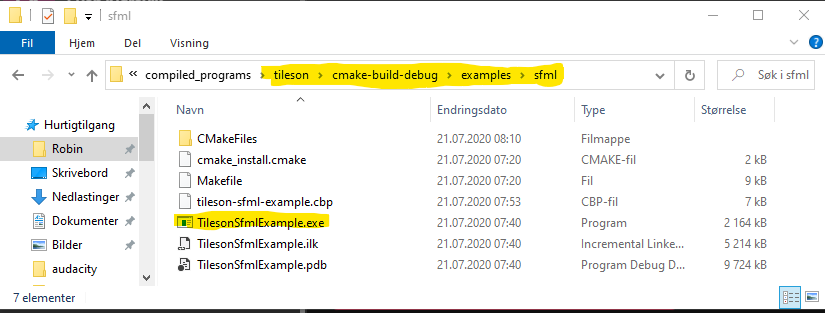 sfml
Fil Hjem Del Visning
compiled_programs tileson cmake-build-debug examples sfml Søk i sfml
Navn Endringsdato Type Størrelse
Hurtigtilgang
Robin
Skrivebord
Nedlastinger
Dokumenter
Bilder
audacity
CMakeFiles 21.07.2020 08:10 Filmappe
cmake_install.cmake 21.07.2020 07:20 CMAKE-fil 2 kB
Makefile 21.07.2020 07:20 Fil 9 kB
tileson-sfml-example.cbp 21.07.2020 07:53 CBP-fil 7 kB
TilesonSfmlExample.exe 21.07.2020 07:40 Program 2 164 kB
TilesonSfmlExample.ilk 21.07.2020 07:40 Incremental Linke... 5 214 kB
TilesonSfmlExample.pdb 21.07.2020 07:40 Program Debug D... 9 724 kB
7 elementer